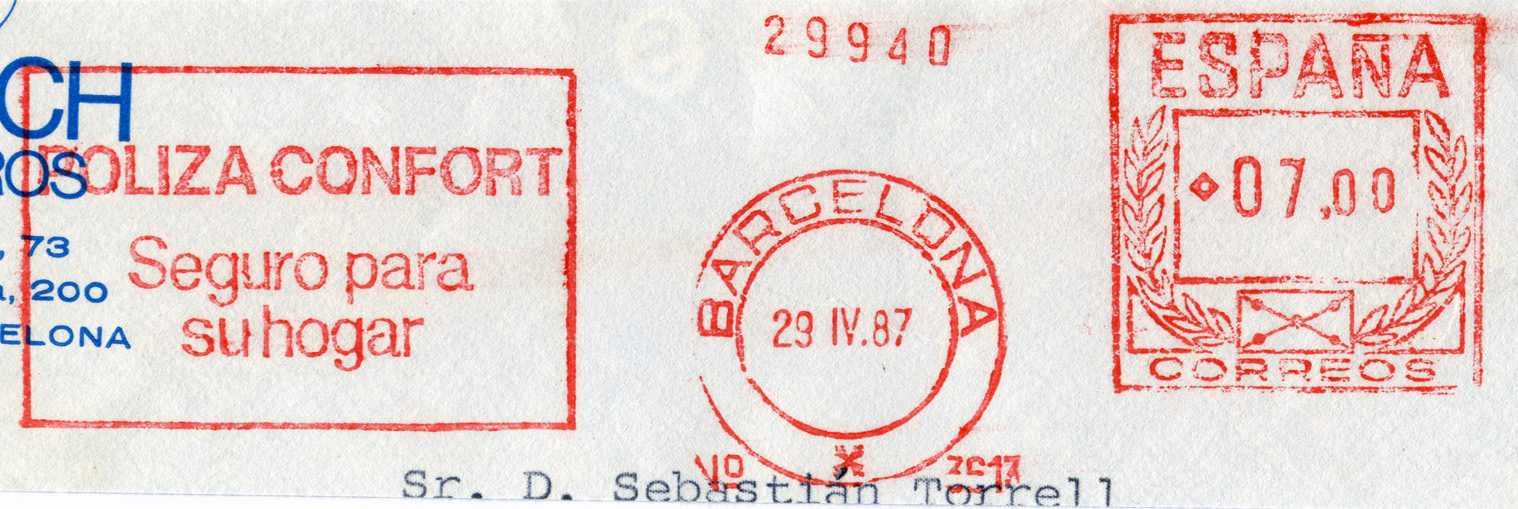 CH
ROS
, 73
a, 200
ELONA
POLIZA CONFORT
Seguro para
su hogar
29940
BARCELONA
29 IV.87
Nº
ESPAÑA
07,00
CORREOS
Sr. D. Sebastián Torrell